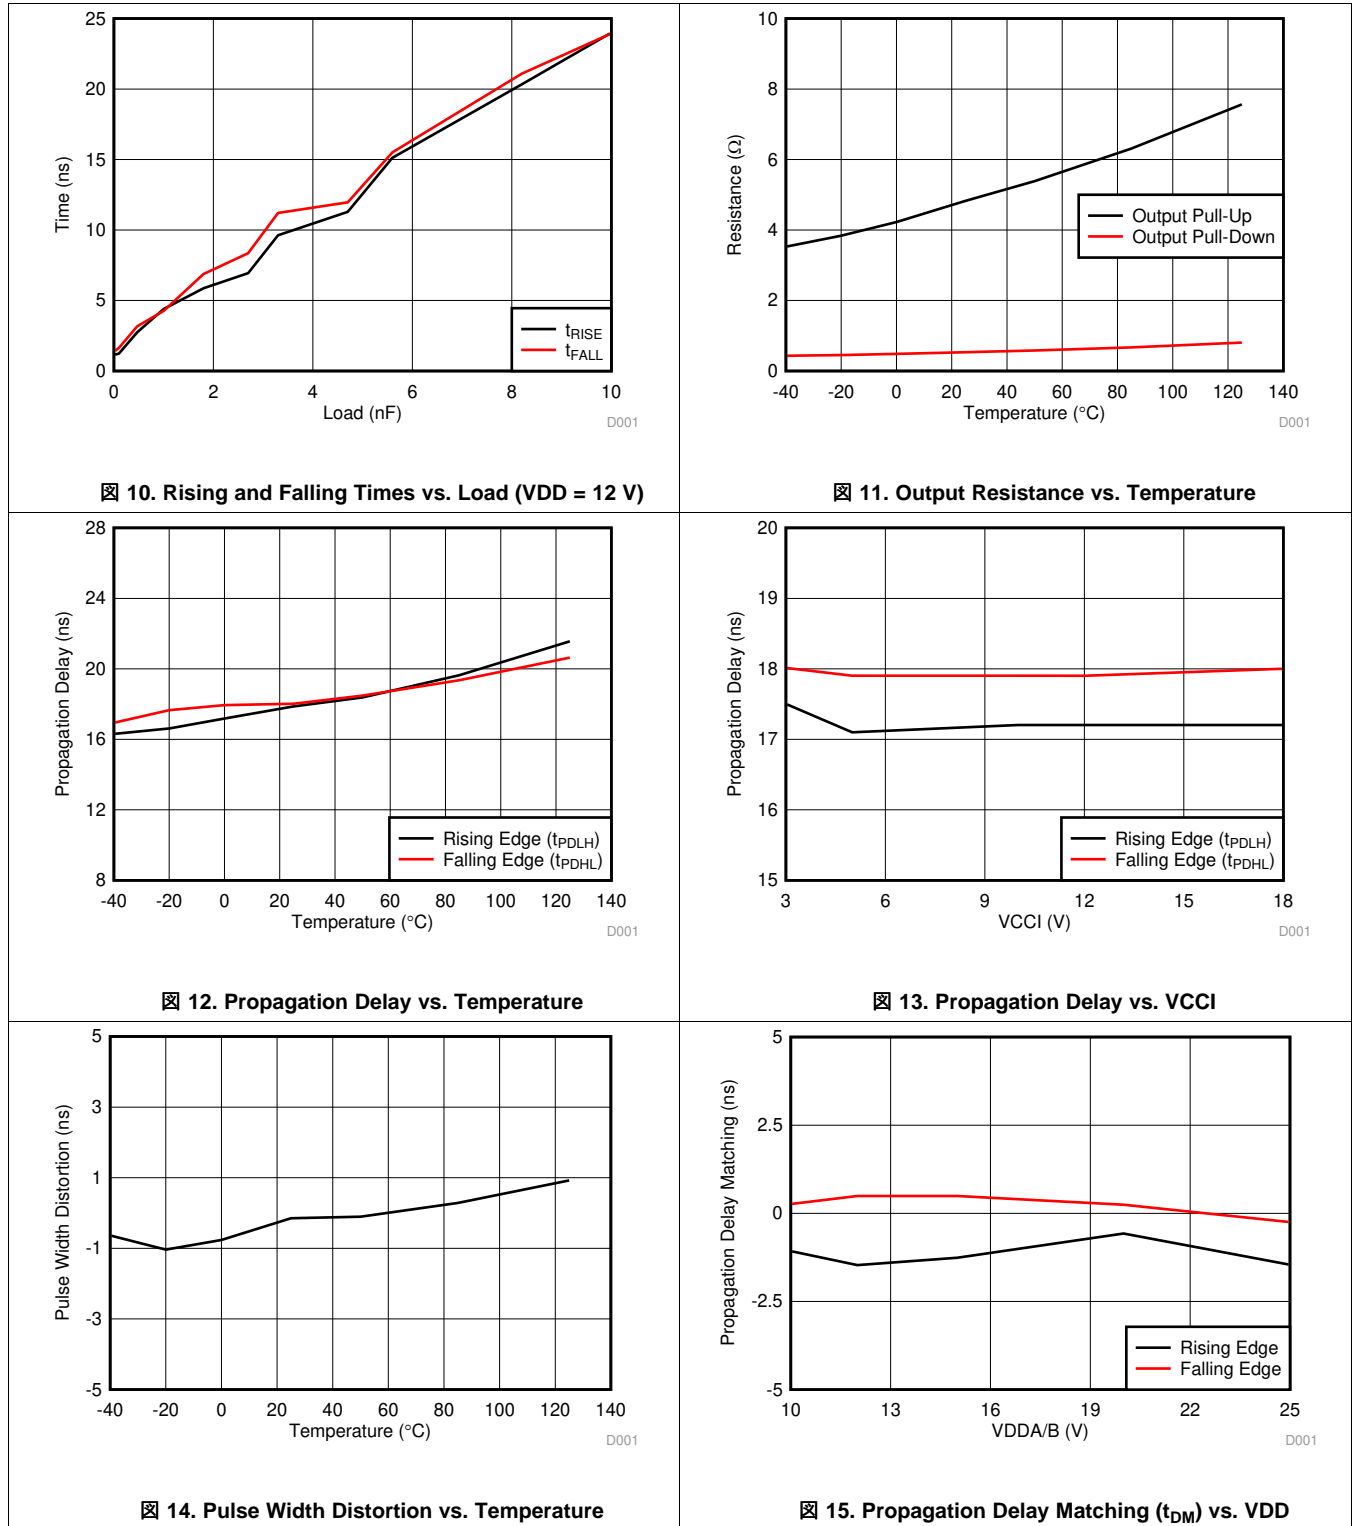 25
20
15
10
5
0
0
2
4
6
8
10
Time (ns)
Load (nF)
tRISE
tFALL
D001
図 10. Rising and Falling Times vs. Load (VDD = 12 V)
10
8
6
4
2
0
-40
-20
0
20
40
60
80
100
120
140
Resistance (Ω)
Temperature (°C)
Output Pull-Up
Output Pull-Down
D001
図 11. Output Resistance vs. Temperature
28
24
20
16
12
8
-40
-20
0
20
40
60
80
100
120
140
Propagation Delay (ns)
Temperature (°C)
Rising Edge (tPDLH)
Falling Edge (tPDHL)
D001
図 12. Propagation Delay vs. Temperature
20
19
18
17
16
15
3
6
9
12
15
18
Propagation Delay (ns)
VCCI (V)
Rising Edge (tPDLH)
Falling Edge (tPDHL)
D001
図 13. Propagation Delay vs. VCCI
5
3
1
-1
-3
-5
-40
-20
0
20
40
60
80
100
120
140
Pulse Width Distortion (ns)
Temperature (°C)
D001
図 14. Pulse Width Distortion vs. Temperature
5
2.5
0
-2.5
-5
10
13
16
19
22
25
Propagation Delay Matching (ns)
VDDA/B (V)
Rising Edge
Falling Edge
D001
図 15. Propagation Delay Matching (tDM) vs. VDD